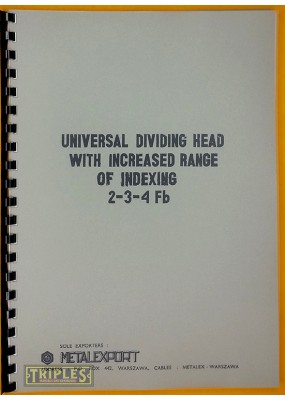 UNIVERSAL DIVIDING HEAD
WITH INCREASED RANGE
OF INDEXING
2-3-4 Fb
SOLE EXPORTERS :
METALEXPORT
442, WARSZAWA, CABLES - METALEX - WARSZAWA
TRIPLES